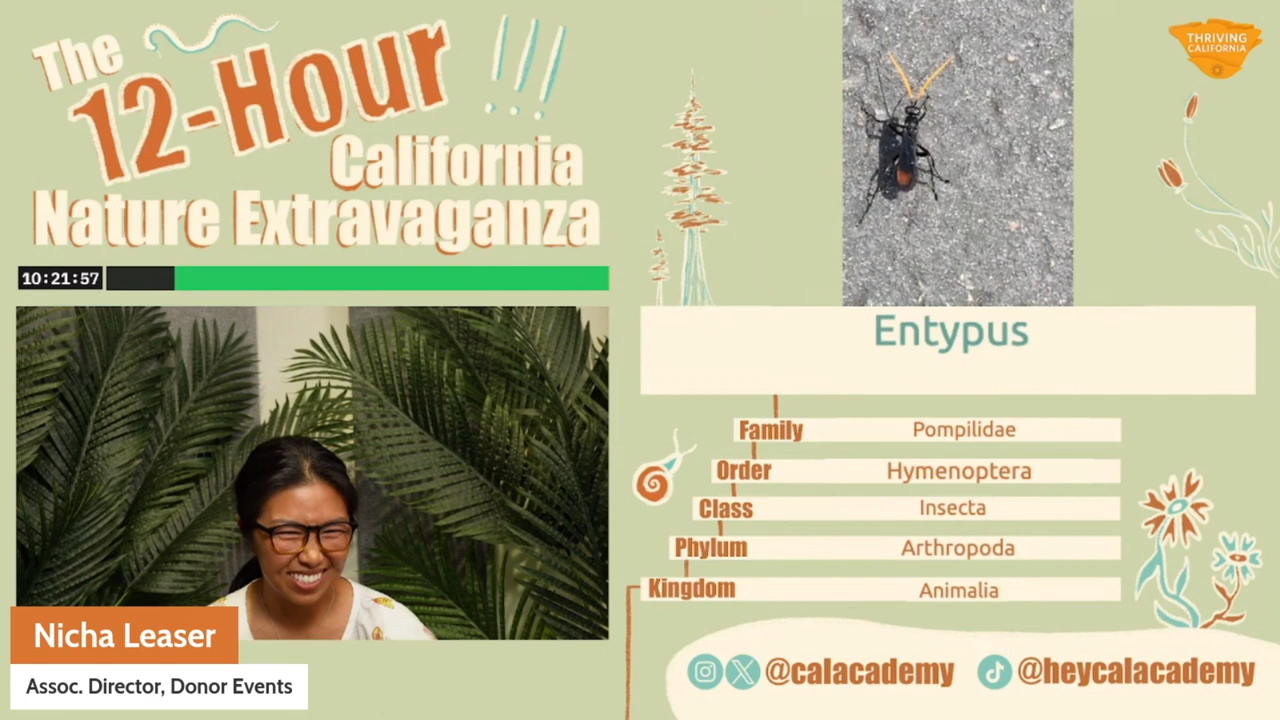 The
12-Hour
!!!
California
Nature Extravaganza
10:21:57
THRIVING
CALIFORNIA
Entypus
Family Pompilidae
Order Hymenoptera
Class Insecta
Phylum Arthropoda
Kingdom Animalia
Nicha Leaser
Assoc. Director, Donor Events
@calacademy @heycalacademy